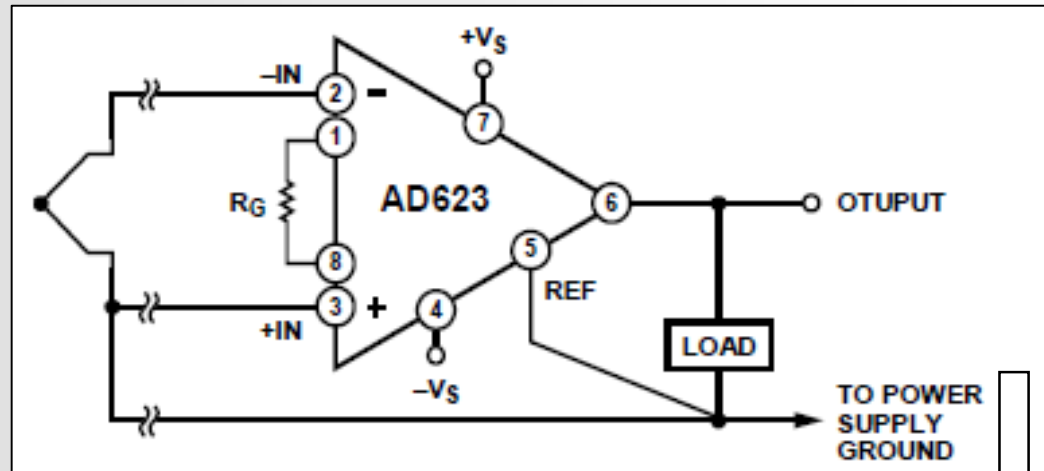 +VS
–IN
2
–
7
1
RG
AD623
6
OTUPUT
5
8
REF
3
+
4
+IN
LOAD
–VS
TO POWER
SUPPLY
GROUND